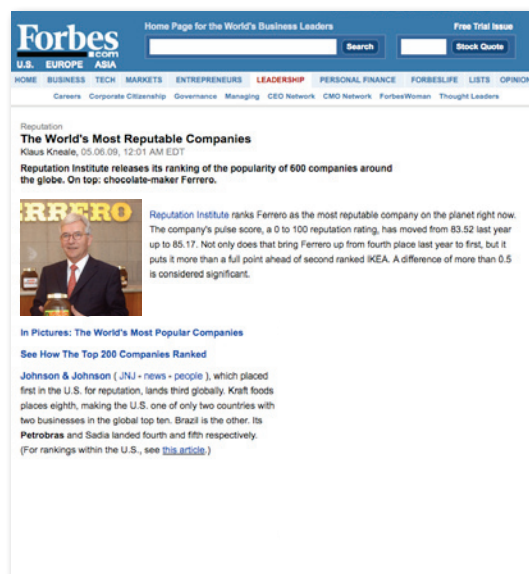 Forbes
.com
Home Page for the World's Business Leaders
Free Trial Issue
Search
Stock Quote
U.S. EUROPE ASIA
HOME BUSINESS TECH MARKETS ENTREPRENEURS LEADERSHIP PERSONAL FINANCE FORBESLIFE LISTS OPINION
Careers Corporate Citizenship Governance Managing CEO Network CMO Network ForbesWoman Thought Leaders
Reputation
The World's Most Reputable Companies
Klaus Kneale, 05.06.09, 12:01 AM EDT
Reputation Institute releases its ranking of the popularity of 600 companies around
the globe. On top: chocolate-maker Ferrero.
RRERO
Reputation Institute ranks Ferrero as the most reputable company on the planet right now.
The company's pulse score, a 0 to 100 reputation rating, has moved from 83.52 last year
up to 85.17. Not only does that bring Ferrero up from fourth place last year to first, but it
puts it more than a full point ahead of second ranked IKEA. A difference of more than 0.5
is considered significant.
In Pictures: The World's Most Popular Companies
See How The Top 200 Companies Ranked
Johnson & Johnson ( JNJ - news - people ), which placed
first in the U.S. for reputation, lands third globally. Kraft foods
places eighth, making the U.S. one of only two countries with
two businesses in the global top ten. Brazil is the other. Its
Petrobras and Sadia landed fourth and fifth respectively.
(For rankings within the U.S., see this article.)